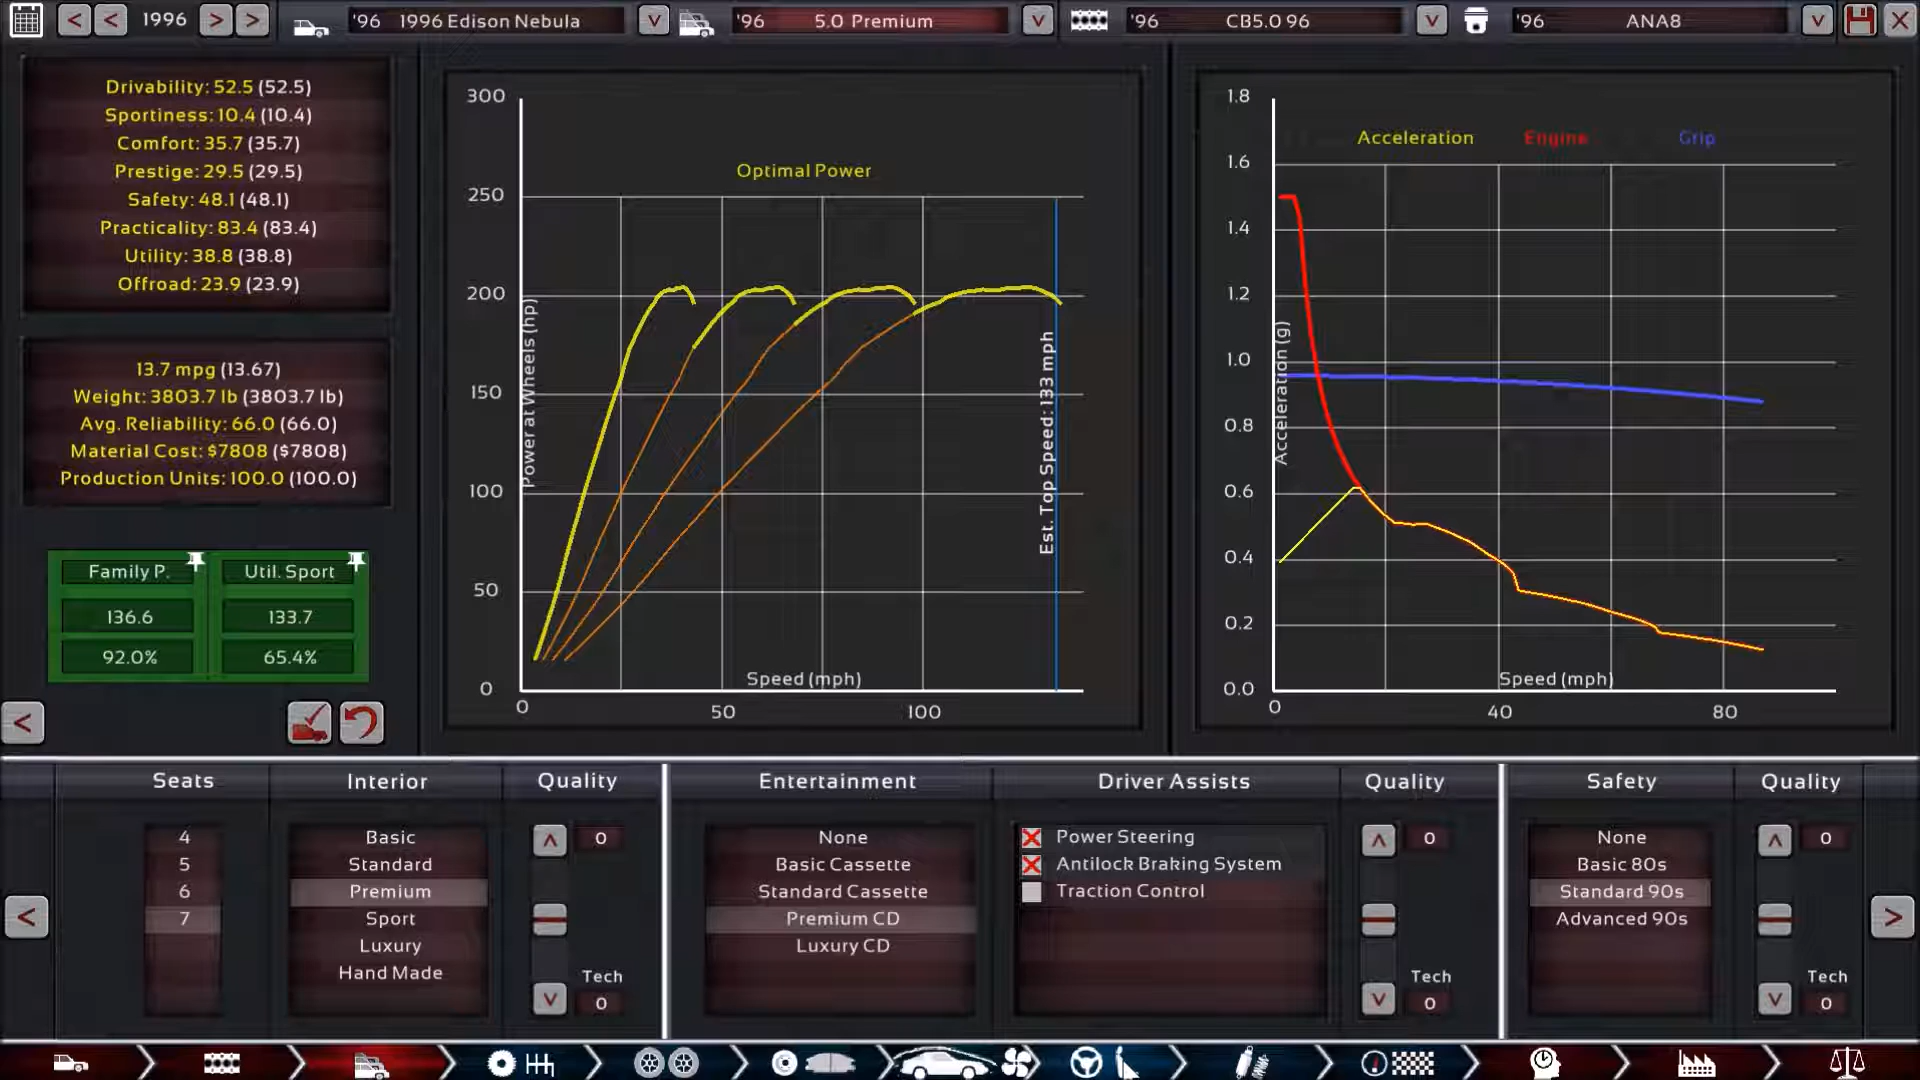 1996
'96 1996 Edison Nebula
'96 5.0 Premium
'96 CB5.0 96
'96 ANA8
Drivability: 52.5 (52.5)
Sportiness: 10.4 (10.4)
Comfort: 35.7 (35.7)
Prestige: 29.5 (29.5)
Safety: 48.1 (48.1)
Practicality: 83.4 (83.4)
Utility: 38.8 (38.8)
Offroad: 23.9 (23.9)
13.7 mpg (13.67)
Weight: 3803.7 lb (3803.7 lb)
Avg. Reliability: 66.0 (66.0)
Material Cost: $7808 ($7808)
Production Units: 100.0 (100.0)
Family P. Util. Sport
136.6 133.7
92.0% 65.4%
300
250
200
150
100
50
0
Optimal Power
Power at Wheels (hp)
Est. Top Speed: 133 mph
Speed (mph)
0 50 100
1.8
1.6
1.4
1.2
1.0
0.8
0.6
0.4
0.2
0.0
Acceleration Engine Grip
Acceleration (g)
Speed (mph)
0 40 80
Seats
4
5
6
7
Interior
Basic
Standard
Premium
Sport
Luxury
Hand Made
Quality
0
Tech
0
Entertainment
None
Basic Cassette
Standard Cassette
Premium CD
Luxury CD
Driver Assists
Power Steering
Antilock Braking System
Traction Control
Quality
0
Tech
0
Safety
None
Basic 80s
Standard 90s
Advanced 90s
Quality
0
Tech
0